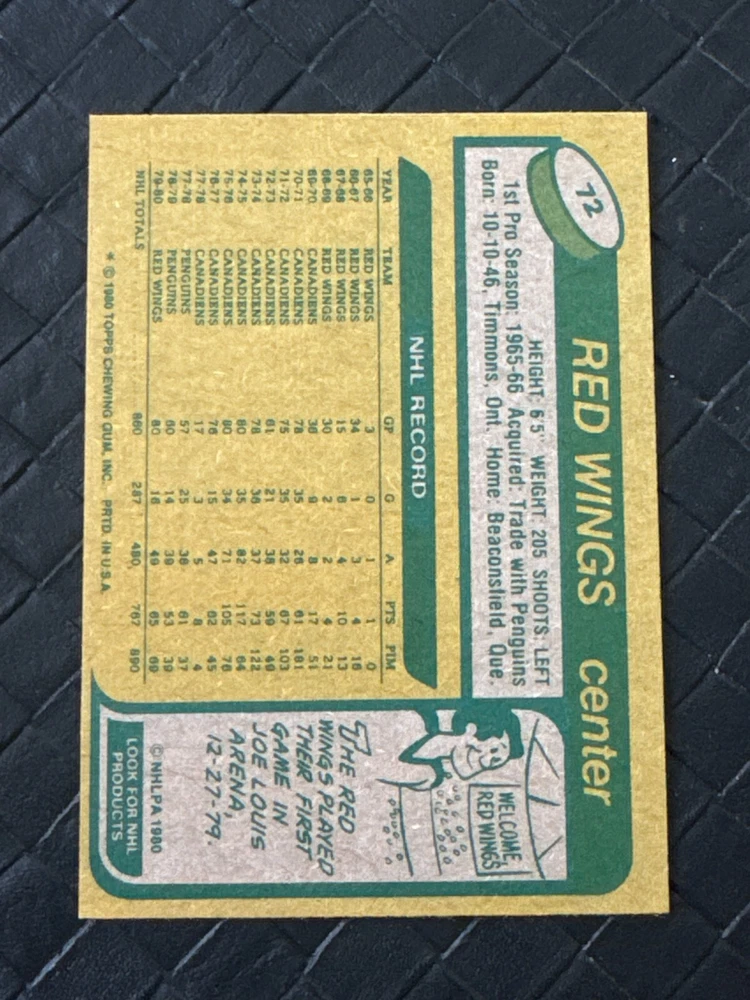 72
RED WINGS center
HEIGHT: 6'5" WEIGHT: 205 SHOOTS: LEFT
1st Pro Season: 1965-66 Acquired: Trade with Penguins
Born: 10-10-46, Timmons, Ont. Home: Beaconsfield, Que.
NHL RECORD
YEAR TEAM GP G A PTS PIM
65-66 RED WINGS 3 0 1 1 0
66-67 RED WINGS 34 1 3 4 16
67-68 RED WINGS 15 6 4 10 13
68-69 RED WINGS 30 2 2 4 21
69-70 CANADIENS 38 9 8 17 51
70-71 CANADIENS 78 35 26 61 181
71-72 CANADIENS 75 35 32 67 103
72-73 CANADIENS 61 21 38 59 46
73-74 CANADIENS 78 36 37 73 122
74-75 CANADIENS 80 35 82 117 64
75-76 CANADIENS 80 34 71 105 76
76-77 CANADIENS 76 15 47 62 45
77-78 CANADIENS 17 3 5 8 4
77-78 PENGUINS 57 25 36 61 37
78-79 PENGUINS 60 14 39 53 39
79-80 RED WINGS 80 16 49 65 69
NHL TOTALS 860 287 480 767 890
* © 1980 TOPPS CHEWING GUM, INC. PRTD. IN U.S.A.
WELCOME,
RED WINGS
THE RED
WINGS PLAYED
THEIR FIRST
GAME IN
JOE LOUIS
ARENA,
12-27-79.
© NHLPA 1980
LOOK FOR NHL
PRODUCTS